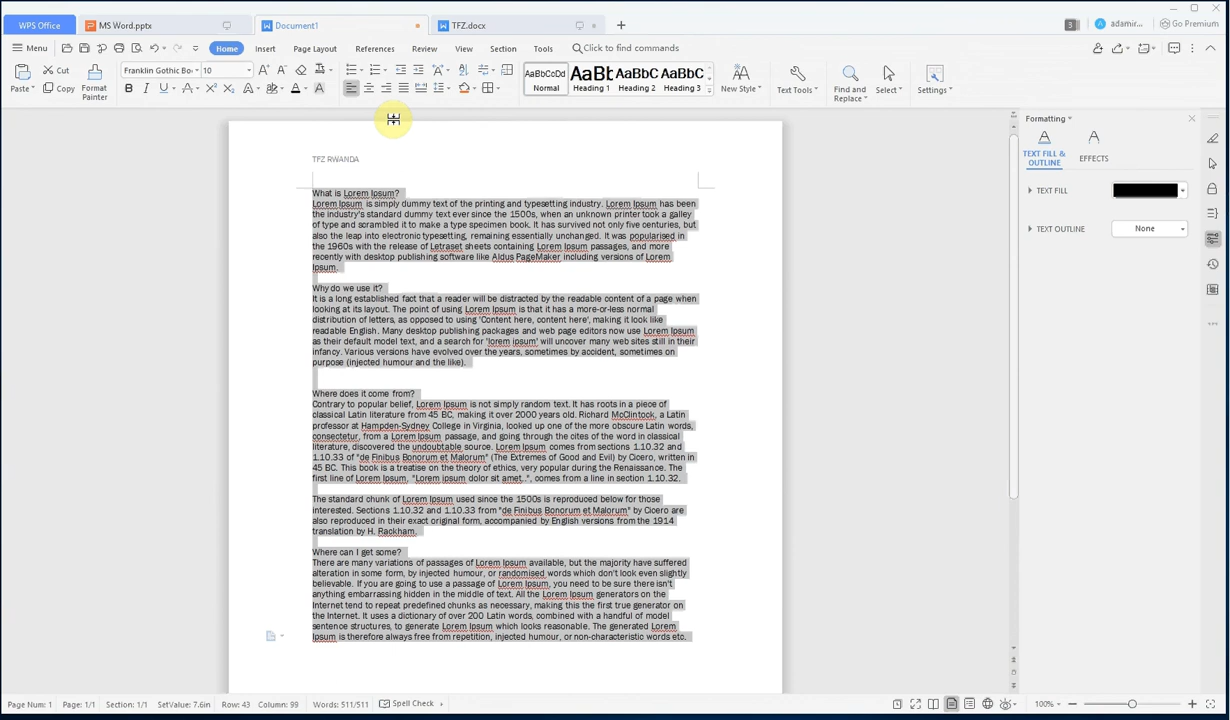 WPS Office
MS Word.pptx
Document1
TFZ.docx
3
adamir...
Go Premium
Menu
Home
Insert
Page Layout
References
Review
View
Section
Tools
Click to find commands
Paste
Cut
Copy
Format
Painter
Franklin Gothic Bo
10
AaBbCcDd
Normal
AaBb
Heading 1
AaBbC
Heading 2
AaBbC
Heading 3
New Style
Text Tools
Find and
Replace
Select
Settings
TFZ RWANDA
What is Lorem Ipsum?
Lorem Ipsum is simply dummy text of the printing and typesetting industry. Lorem Ipsum has been
the industry's standard dummy text ever since the 1500s, when an unknown printer took a galley
of type and scrambled it to make a type specimen book. It has survived not only five centuries, but
also the leap into electronic typesetting, remaining essentially unchanged. It was popularised in
the 1960s with the release of Letraset sheets containing Lorem Ipsum passages, and more
recently with desktop publishing software like Aldus PageMaker including versions of Lorem
Ipsum.
Why do we use it?
It is a long established fact that a reader will be distracted by the readable content of a page when
looking at its layout. The point of using Lorem Ipsum is that it has a more-or-less normal
distribution of letters, as opposed to using 'Content here, content here', making it look like
readable English. Many desktop publishing packages and web page editors now use Lorem Ipsum
as their default model text, and a search for 'lorem ipsum' will uncover many web sites still in their
infancy. Various versions have evolved over the years, sometimes by accident, sometimes on
purpose (injected humour and the like).
Where does it come from?
Contrary to popular belief, Lorem Ipsum is not simply random text. It has roots in a piece of
classical Latin literature from 45 BC, making it over 2000 years old. Richard McClintock, a Latin
professor at Hampden-Sydney College in Virginia, looked up one of the more obscure Latin words,
consectetur, from a Lorem Ipsum passage, and going through the cites of the word in classical
literature, discovered the undoubtable source. Lorem Ipsum comes from sections 1.10.32 and
1.10.33 of "de Finibus Bonorum et Malorum" (The Extremes of Good and Evil) by Cicero, written in
45 BC. This book is a treatise on the theory of ethics, very popular during the Renaissance. The
first line of Lorem Ipsum, "Lorem ipsum dolor sit amet..", comes from a line in section 1.10.32.
The standard chunk of Lorem Ipsum used since the 1500s is reproduced below for those
interested. Sections 1.10.32 and 1.10.33 from "de Finibus Bonorum et Malorum" by Cicero are
also reproduced in their exact original form, accompanied by English versions from the 1914
translation by H. Rackham.
Where can I get some?
There are many variations of passages of Lorem Ipsum available, but the majority have suffered
alteration in some form, by injected humour, or randomised words which don't look even slightly
believable. If you are going to use a passage of Lorem Ipsum, you need to be sure there isn't
anything embarrassing hidden in the middle of text. All the Lorem Ipsum generators on the
Internet tend to repeat predefined chunks as necessary, making this the first true generator on
the Internet. It uses a dictionary of over 200 Latin words, combined with a handful of model
sentence structures, to generate Lorem Ipsum which looks reasonable. The generated Lorem
Ipsum is therefore always free from repetition, injected humour, or non-characteristic words etc.
Formatting
TEXT FILL &
OUTLINE
EFFECTS
TEXT FILL
TEXT OUTLINE
None
Page Num: 1
Page: 1/1
Section: 1/1
SetValue: 7.6in
Row: 43
Column: 99
Words: 511/511
Spell Check
100%